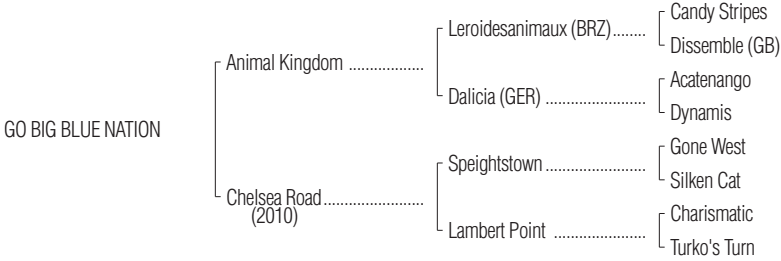 Candy Stripes
Leroidesanimaux (BRZ)........
Dissemble (GB)
Animal Kingdom ..................
Acatenango
Dalicia (GER) ........................
Dynamis
GO BIG BLUE NATION
Gone West
Speightstown ........................
Silken Cat
Chelsea Road ........................
(2010)
Charismatic
Lambert Point ......................
Turko's Turn